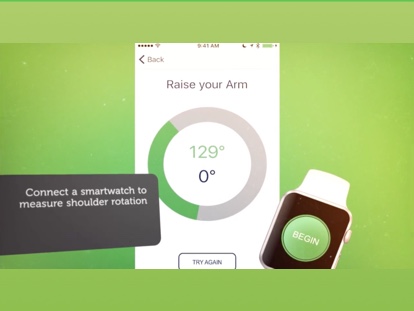 9:41 AM
Back
Raise your Arm
129°
0°
Connect a smartwatch to
measure shoulder rotation
BEGIN
TRY AGAIN